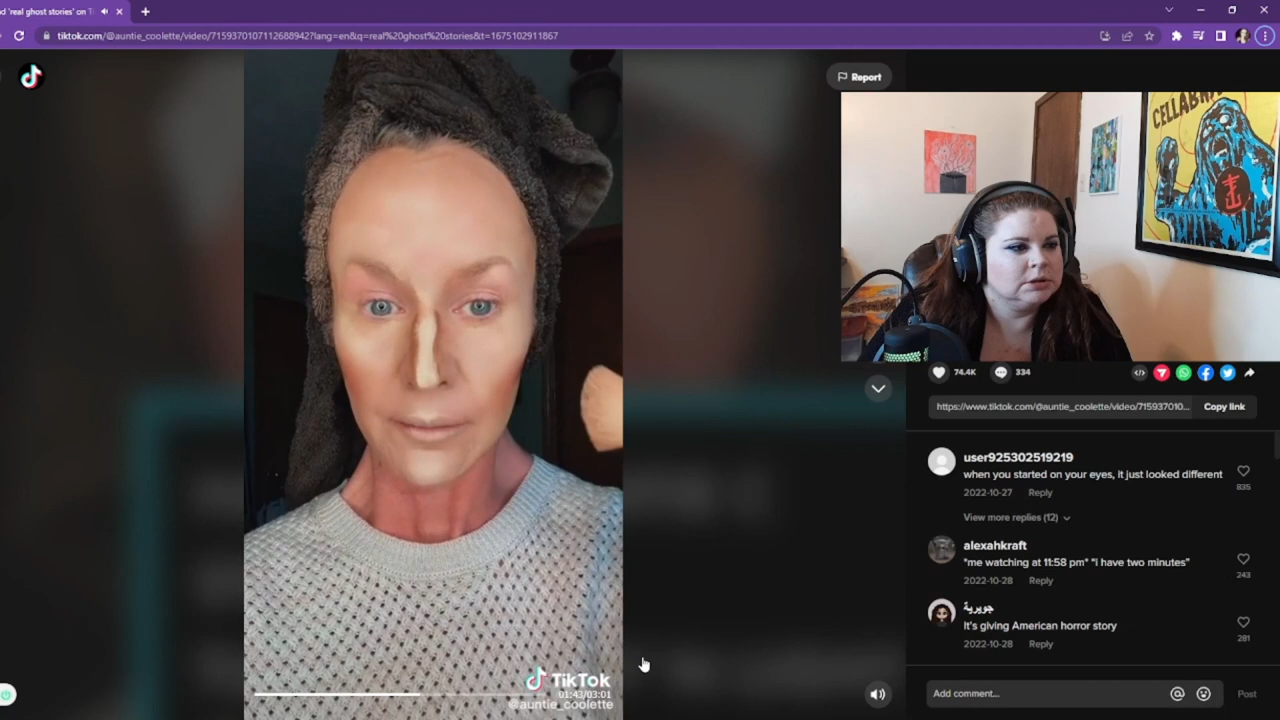 nd 'real ghost stories' on Ti
tiktok.com/@auntie_coolette/video/7159370107112688942?lang=en&q=real%20ghost%20stories&t=1675102911867
Report
CELLABRA
74.4K
334
https://www.tiktok.com/@auntie_coolette/video/715937010...
Copy link
user925302519219
when you started on your eyes, it just looked different
835
2022-10-27 Reply
View more replies (12)
alexahkraft
*me watching at 11:58 pm* "i have two minutes"
243
2022-10-28 Reply
جويرية
It's giving American horror story
281
2022-10-28 Reply
TikTok
01:43/03:01
@auntie_coolette
Add comment...
Post